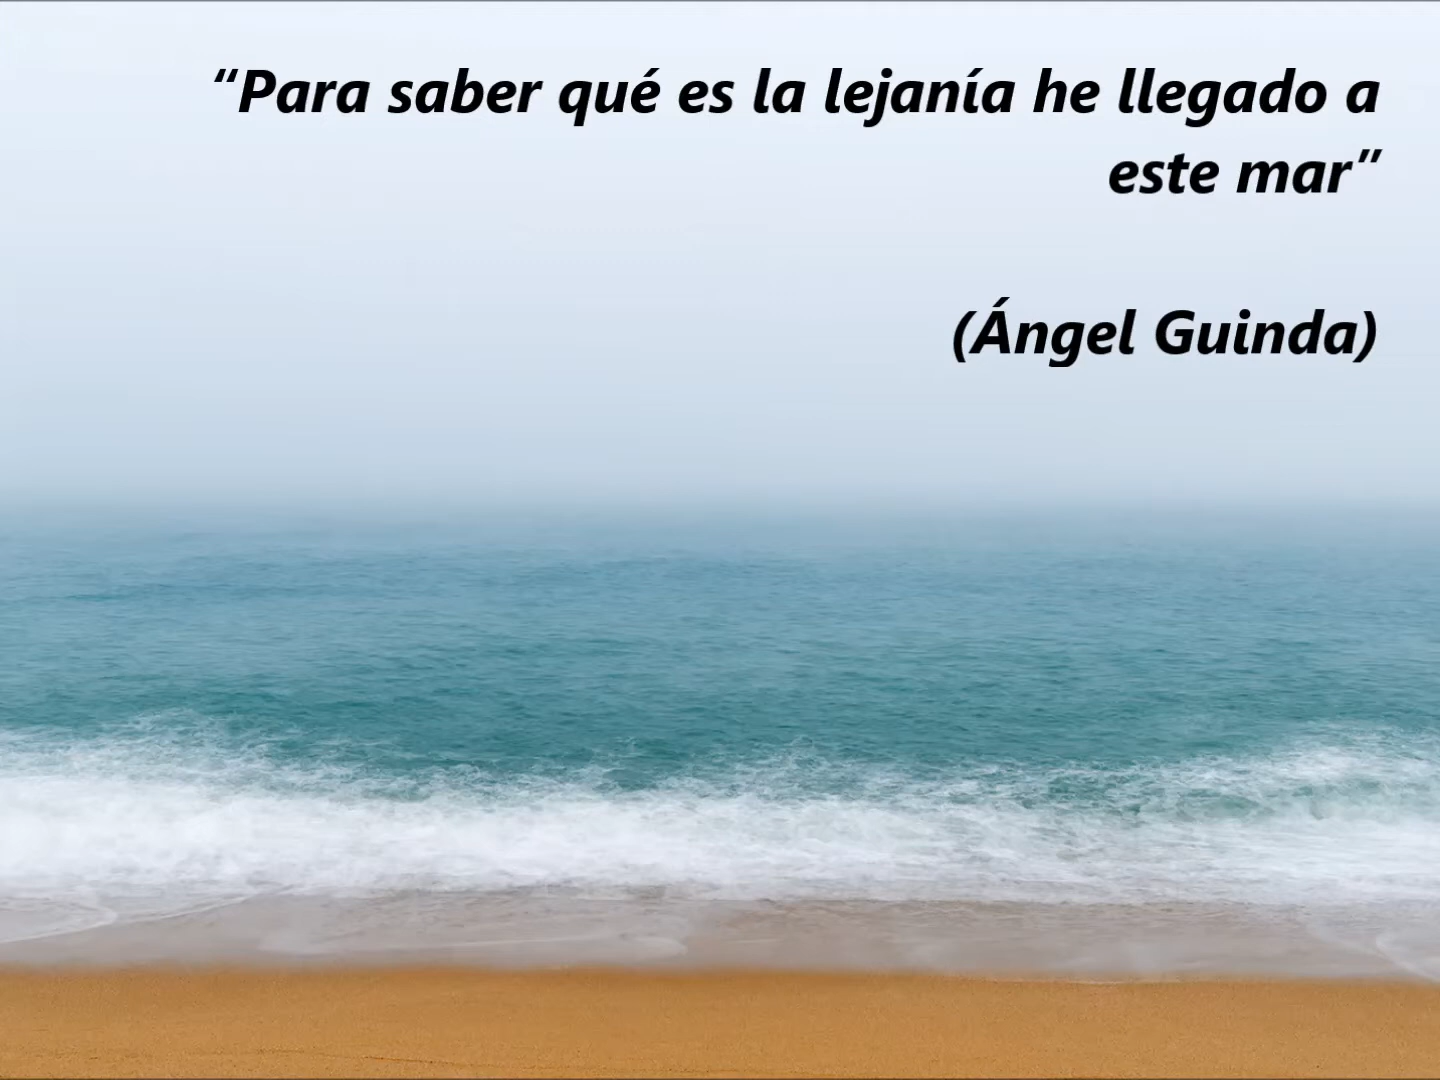 “Para saber qué es la lejanía he llegado a
este mar”
(Ángel Guinda)